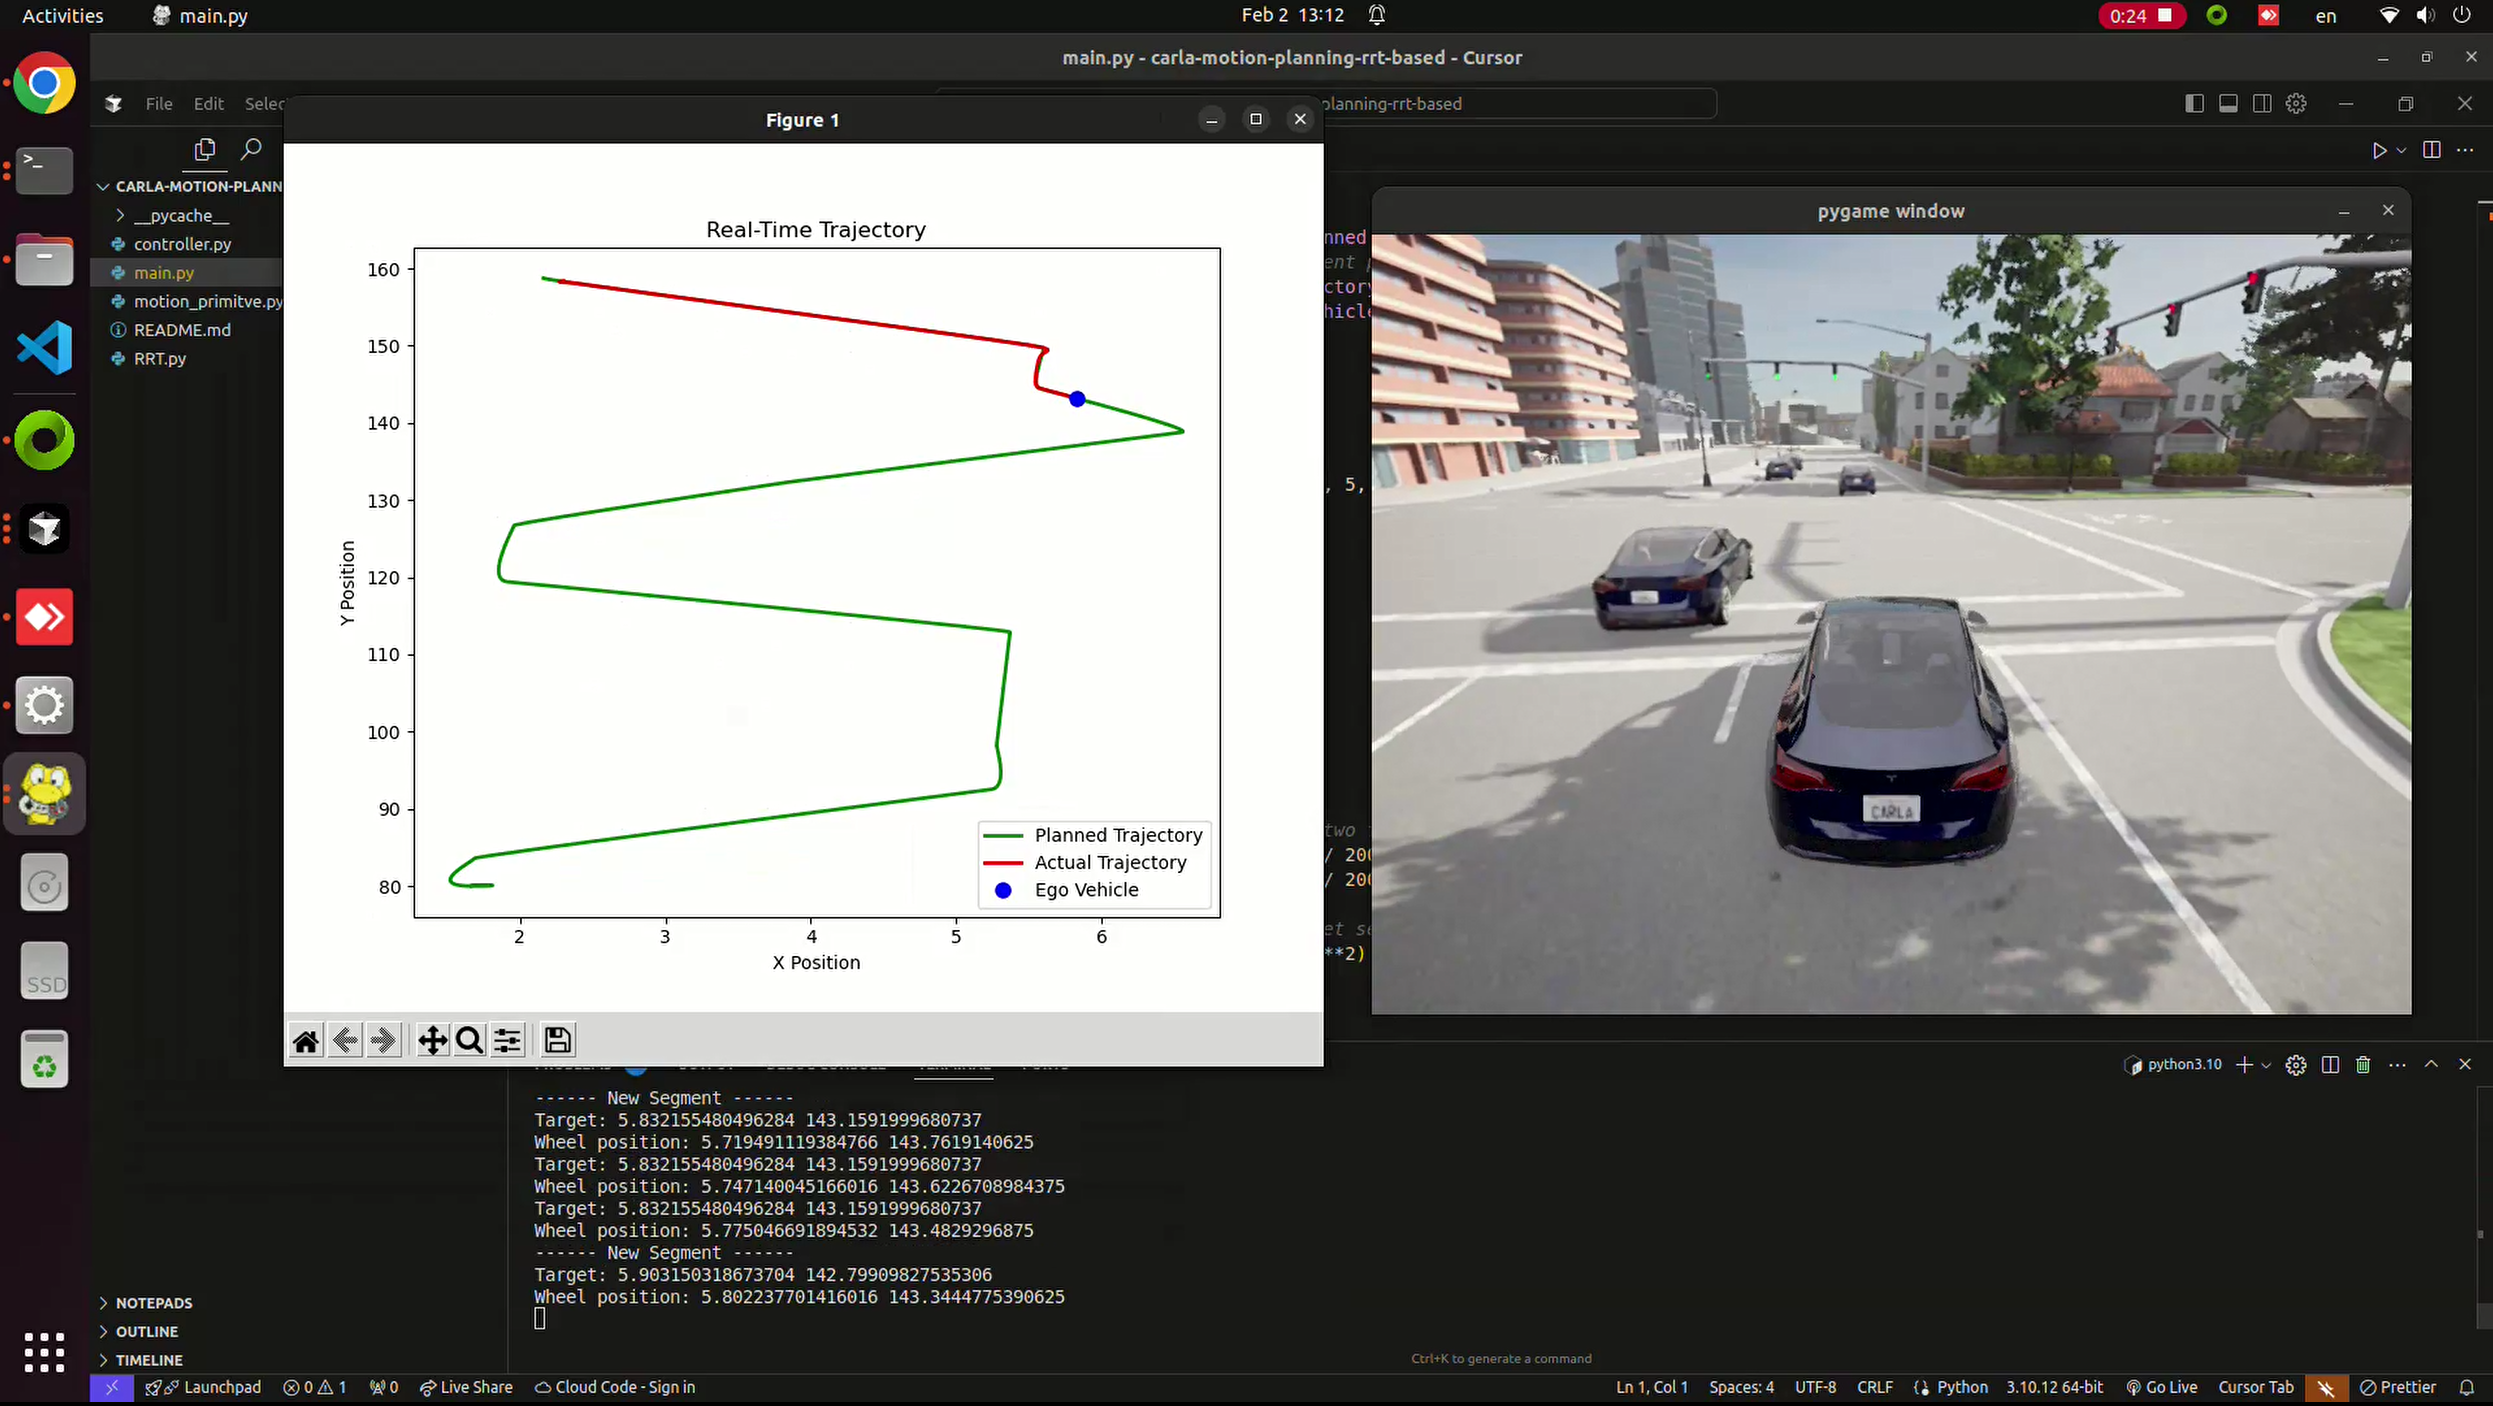 Activities main.py Feb 2 13:12 0:24 en
main.py - carla-motion-planning-rrt-based - Cursor
File Edit Selec planning-rrt-based
Figure 1
CARLA-MOTION-PLANN
__pycache__
controller.py
main.py
motion_primitve.py
README.md
RRT.py
NOTEPADS
OUTLINE
TIMELINE
SSD
Real-Time Trajectory
160
150
140
130
120
110
100
90
80
Y Position
2 3 4 5 6
X Position
Planned Trajectory
Actual Trajectory
Ego Vehicle
nned
ent
ctory
hicle
, 5,
two
/ 200
/ 200
et se
**2)
pygame window
CARLA
python3.10
------ New Segment ------
Target: 5.832155480496284 143.1591999680737
Wheel position: 5.719491119384766 143.7619140625
Target: 5.832155480496284 143.1591999680737
Wheel position: 5.747140045166016 143.6226708984375
Target: 5.832155480496284 143.1591999680737
Wheel position: 5.775046691894532 143.4829296875
------ New Segment ------
Target: 5.903150318673704 142.79909827535306
Wheel position: 5.802237701416016 143.3444775390625
Ctrl+K to generate a command
Launchpad 0 1 0 Live Share Cloud Code - Sign in Ln 1, Col 1 Spaces: 4 UTF-8 CRLF Python 3.10.12 64-bit Go Live Cursor Tab Prettier